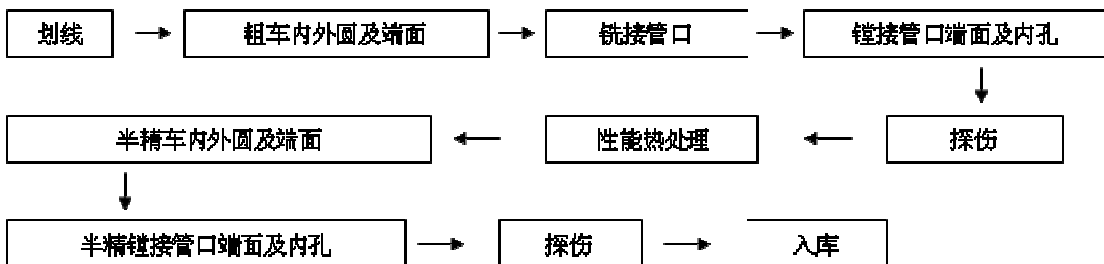 划线
粗车内外圆及端面
铣接管口
镗接管口端面及内孔
探伤
性能热处理
半精车内外圆及端面
半精镗接管口端面及内孔
探伤
入库